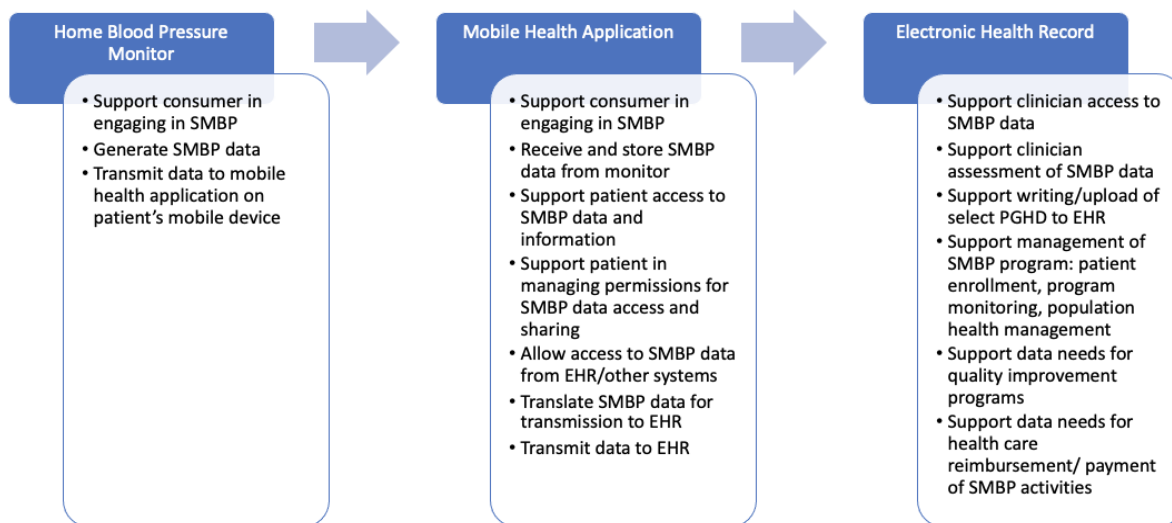 Home Blood Pressure
Monitor
• Support consumer in
engaging in SMBP
• Generate SMBP data
• Transmit data to mobile
health application on
patient’s mobile device
Mobile Health Application
• Support consumer in
engaging in SMBP
• Receive and store SMBP
data from monitor
• Support patient access to
SMBP data and
information
• Support patient in
managing permissions for
SMBP data access and
sharing
• Allow access to SMBP data
from EHR/other systems
• Translate SMBP data for
transmission to EHR
• Transmit data to EHR
Electronic Health Record
• Support clinician access to
SMBP data
• Support clinician
assessment of SMBP data
• Support writing/upload of
select PGHD to EHR
• Support management of
SMBP program: patient
enrollment, program
monitoring, population
health management
• Support data needs for
quality improvement
programs
• Support data needs for
health care
reimbursement/ payment
of SMBP activities